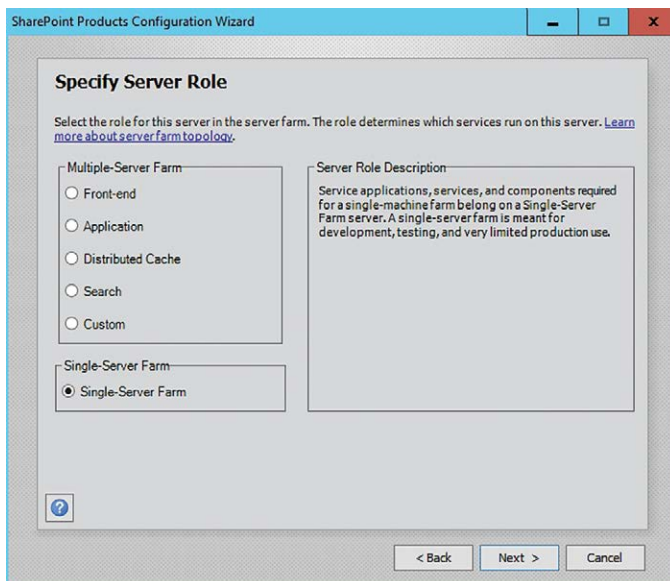 SharePoint Products Configuration Wizard
Specify Server Role
Select the role for this server in the server farm. The role determines which services run on this server. Learn
more about server farm topology.
Multiple-Server Farm
Front-end
Application
Distributed Cache
Search
Custom
Single-Server Farm
Single-Server Farm
Server Role Description
Service applications, services, and components required
for a single-machine farm belong on a Single-Server
Farm server. A single-server farm is meant for
development, testing, and very limited production use.
?
< Back
Next >
Cancel